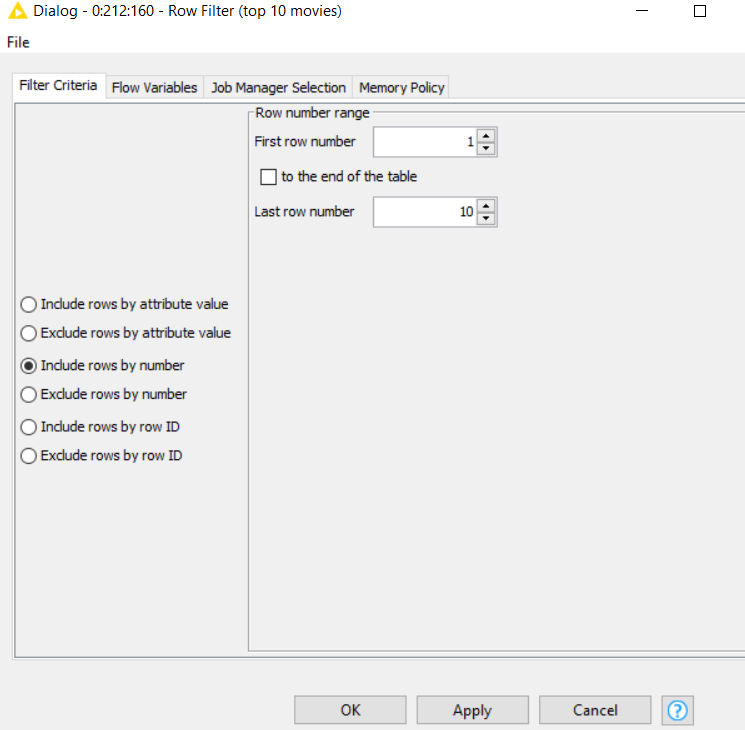 Dialog - 0:212:160 - Row Filter (top 10 movies)
File
Filter Criteria Flow Variables Job Manager Selection Memory Policy
Row number range
First row number 1
to the end of the table
Last row number 10
Include rows by attribute value
Exclude rows by attribute value
Include rows by number
Exclude rows by number
Include rows by row ID
Exclude rows by row ID
OK Apply Cancel ?